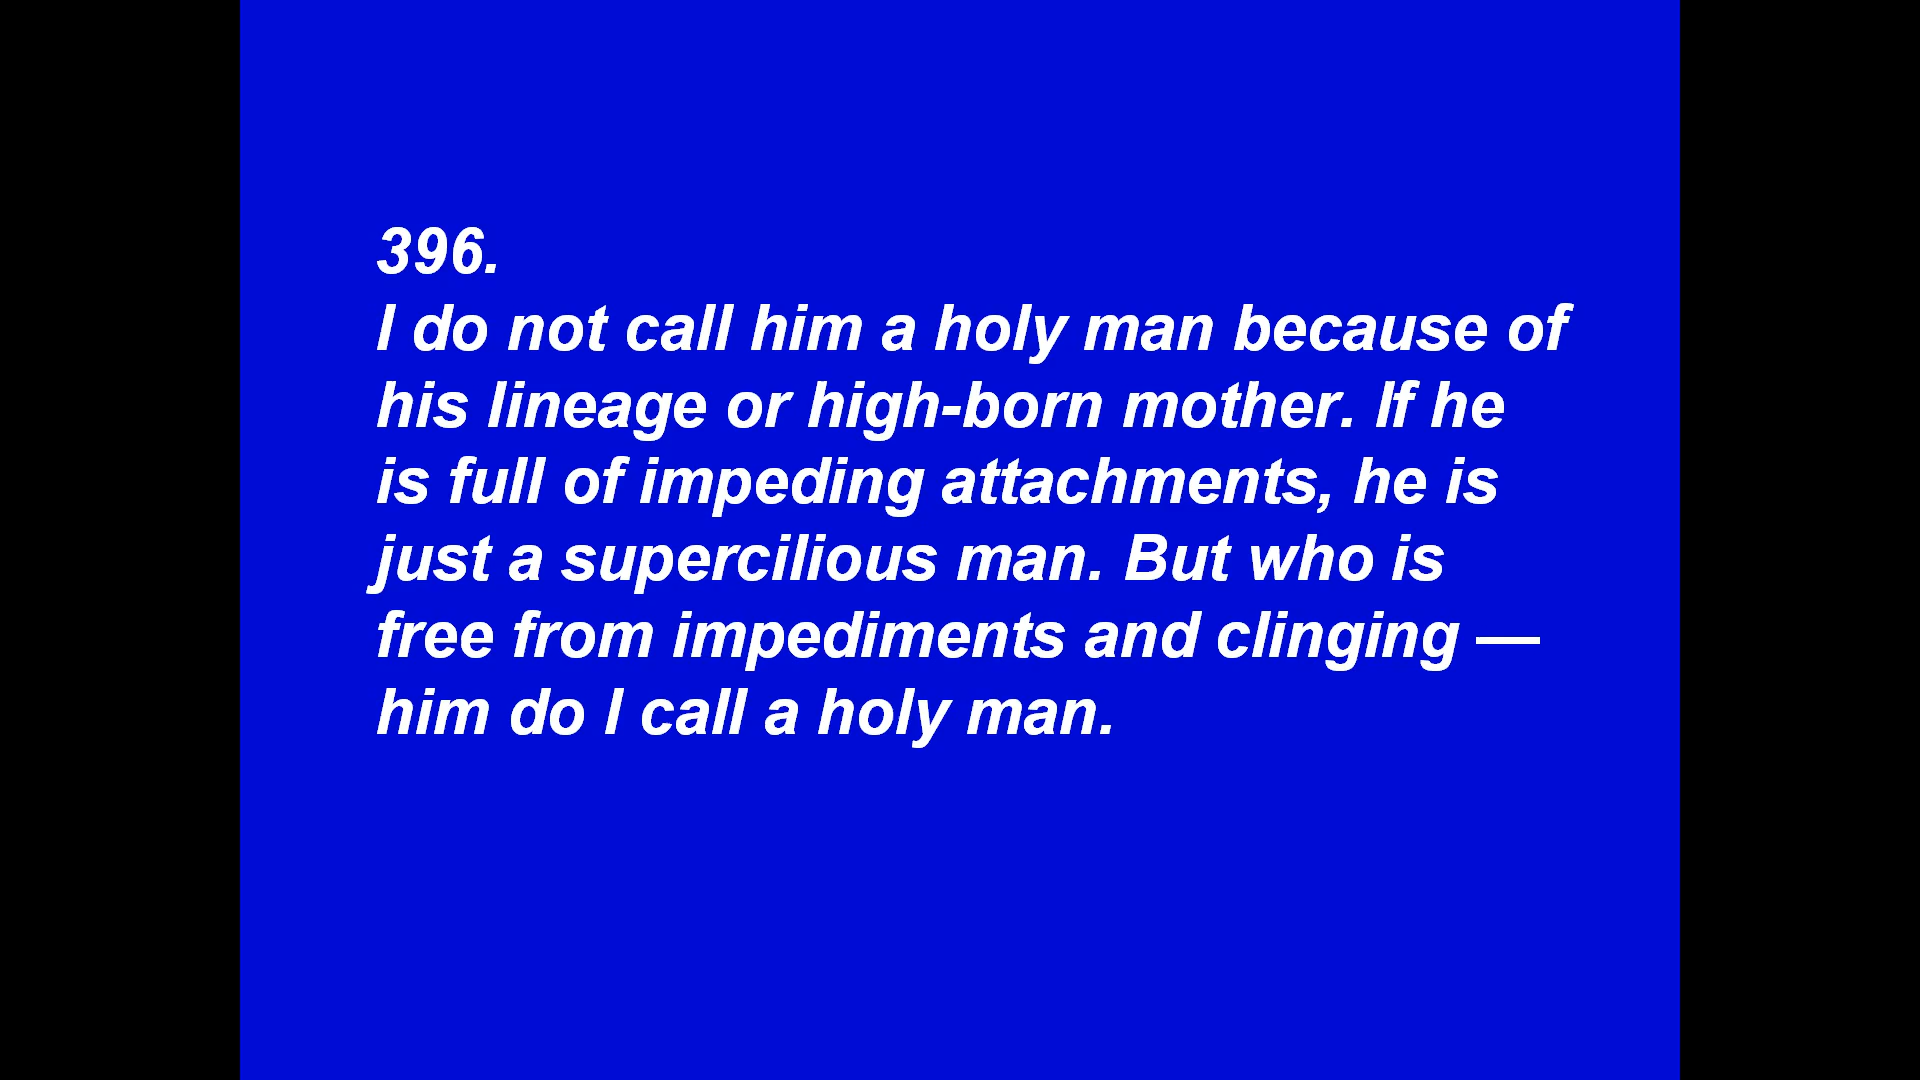 396.
I do not call him a holy man because of
his lineage or high-born mother. If he
is full of impeding attachments, he is
just a supercilious man. But who is
free from impediments and clinging —
him do I call a holy man.